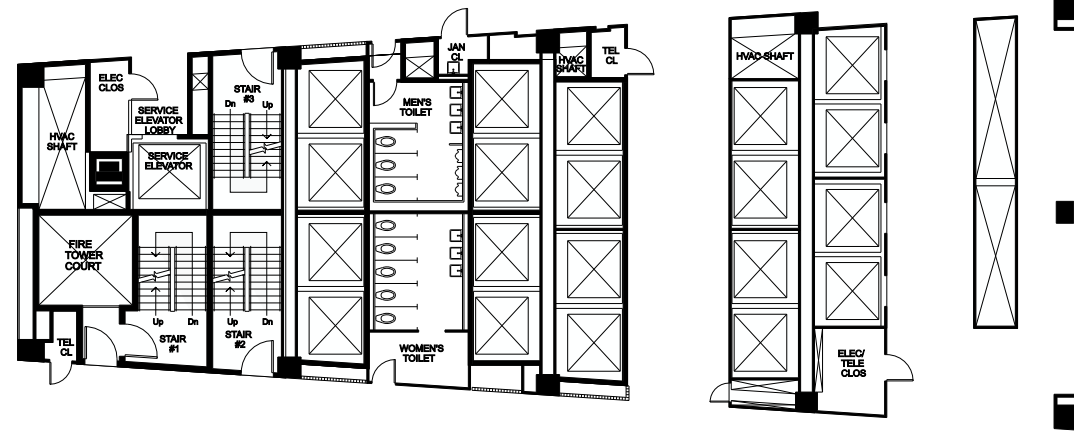 JAN
CL
HVAC
SHAFT
TEL
CL
HVAC SHAFT
ELEC
CLOS
STAIR
#3
Dn
Up
MEN'S
TOILET
SERVICE
ELEVATOR
LOBBY
HVAC
SHAFT
SERVICE
ELEVATOR
FIRE
TOWER
COURT
Up
Dn
Up
Dn
STAIR
#1
STAIR
#2
TEL
CL
WOMEN'S
TOILET
ELEC/
TELE
CLOS